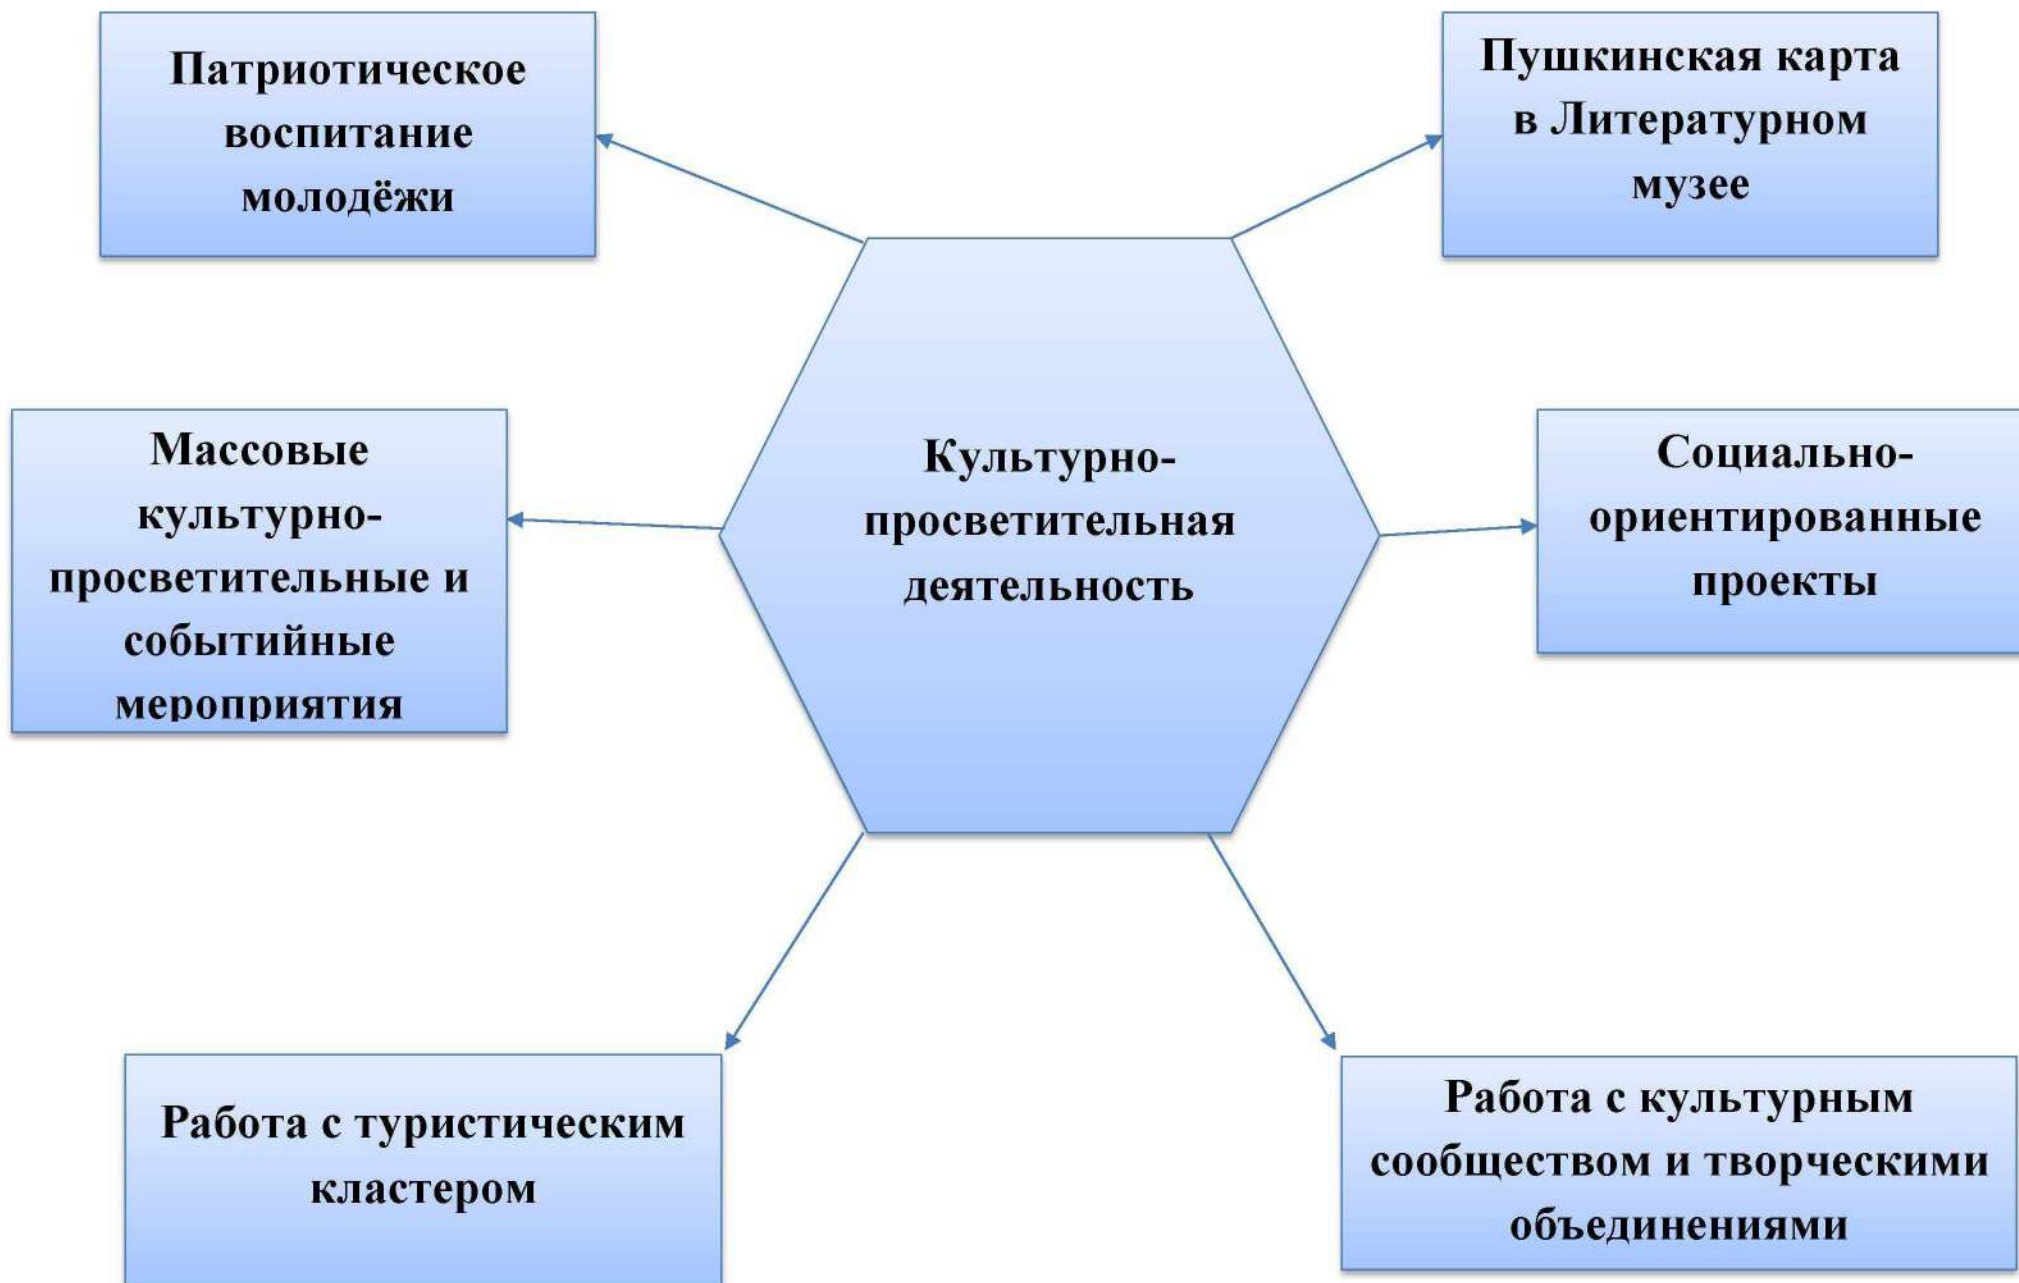 Патриотическое
воспитание
молодёжи
Пушкинская карта
в Литературном
музее
Массовые
культурно-
просветительные и
событийные
мероприятия
Культурно-
просветительная
деятельность
Социально-
ориентированные
проекты
Работа с туристическим
кластером
Работа с культурным
сообществом и творческими
объединениями